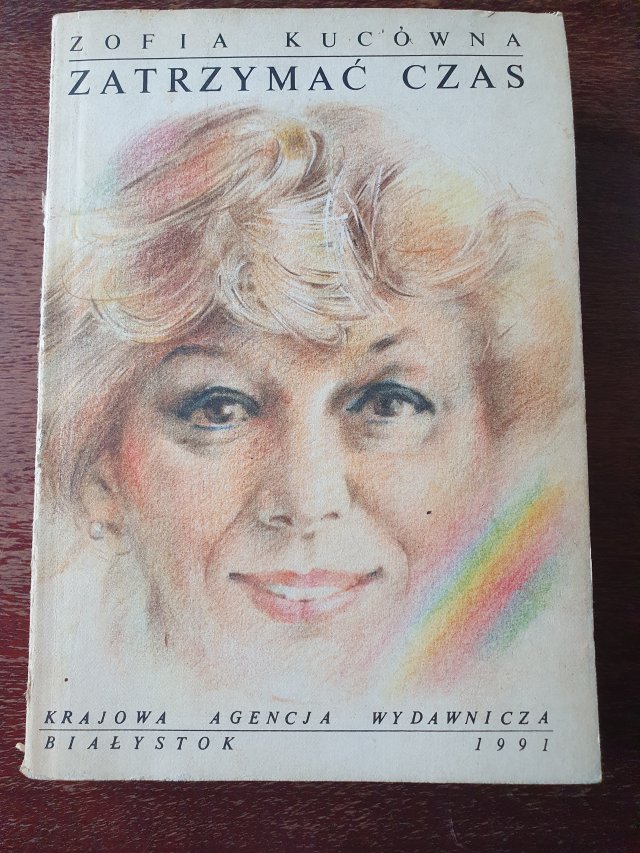 ZOFIA KUCÓWNA
ZATRZYMAĆ CZAS
KRAJOWA AGENCJA WYDAWNICZA
BIAŁYSTOK 1991